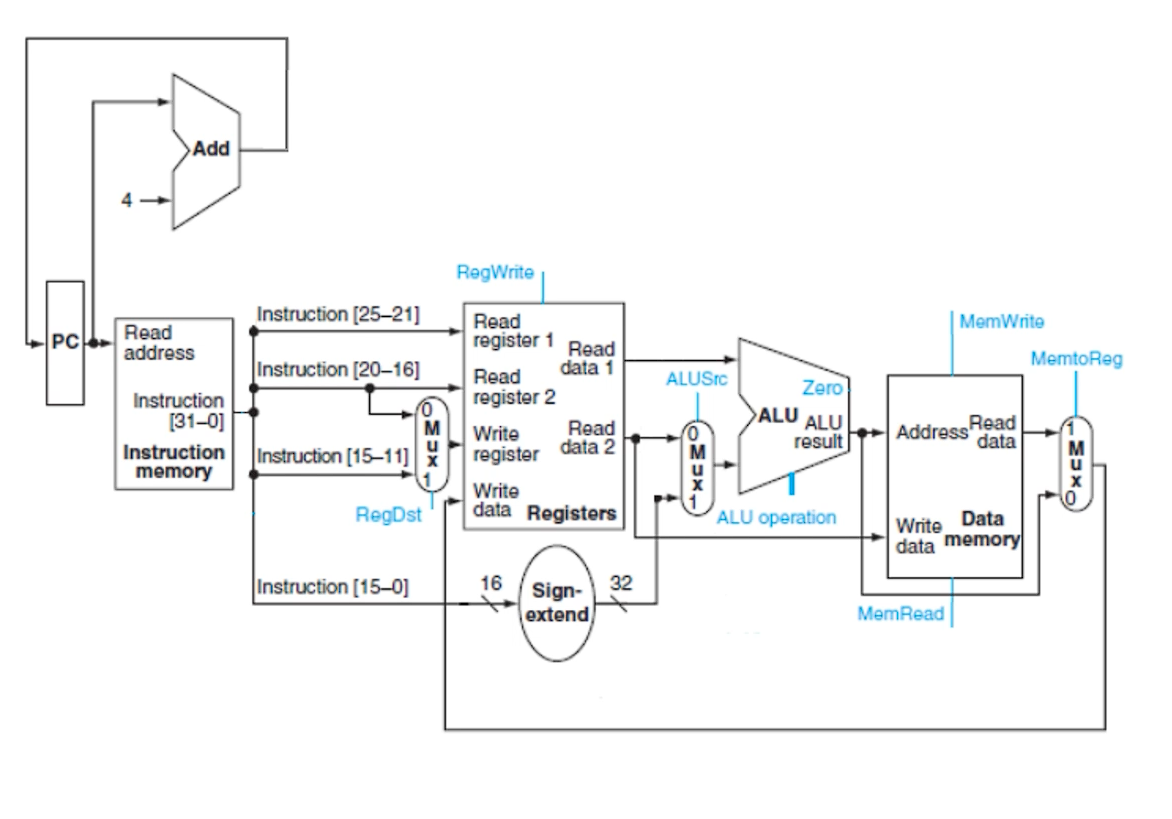 Add
4
PC
Read
address
Instruction
[31–0]
Instruction
memory
Instruction [25–21]
Instruction [20–16]
Instruction [15–11]
Instruction [15–0]
0
M
u
x
1
RegDst
RegWrite
Read
register 1
Read
register 2
Write
register
Write
data
Read
data 1
Read
data 2
Registers
16
Sign-
extend
32
ALUSrc
0
M
u
x
1
Zero
ALU
ALU
result
ALU operation
MemWrite
Address
Read
data
Write
data
Data
memory
MemRead
MemtoReg
1
M
u
x
0